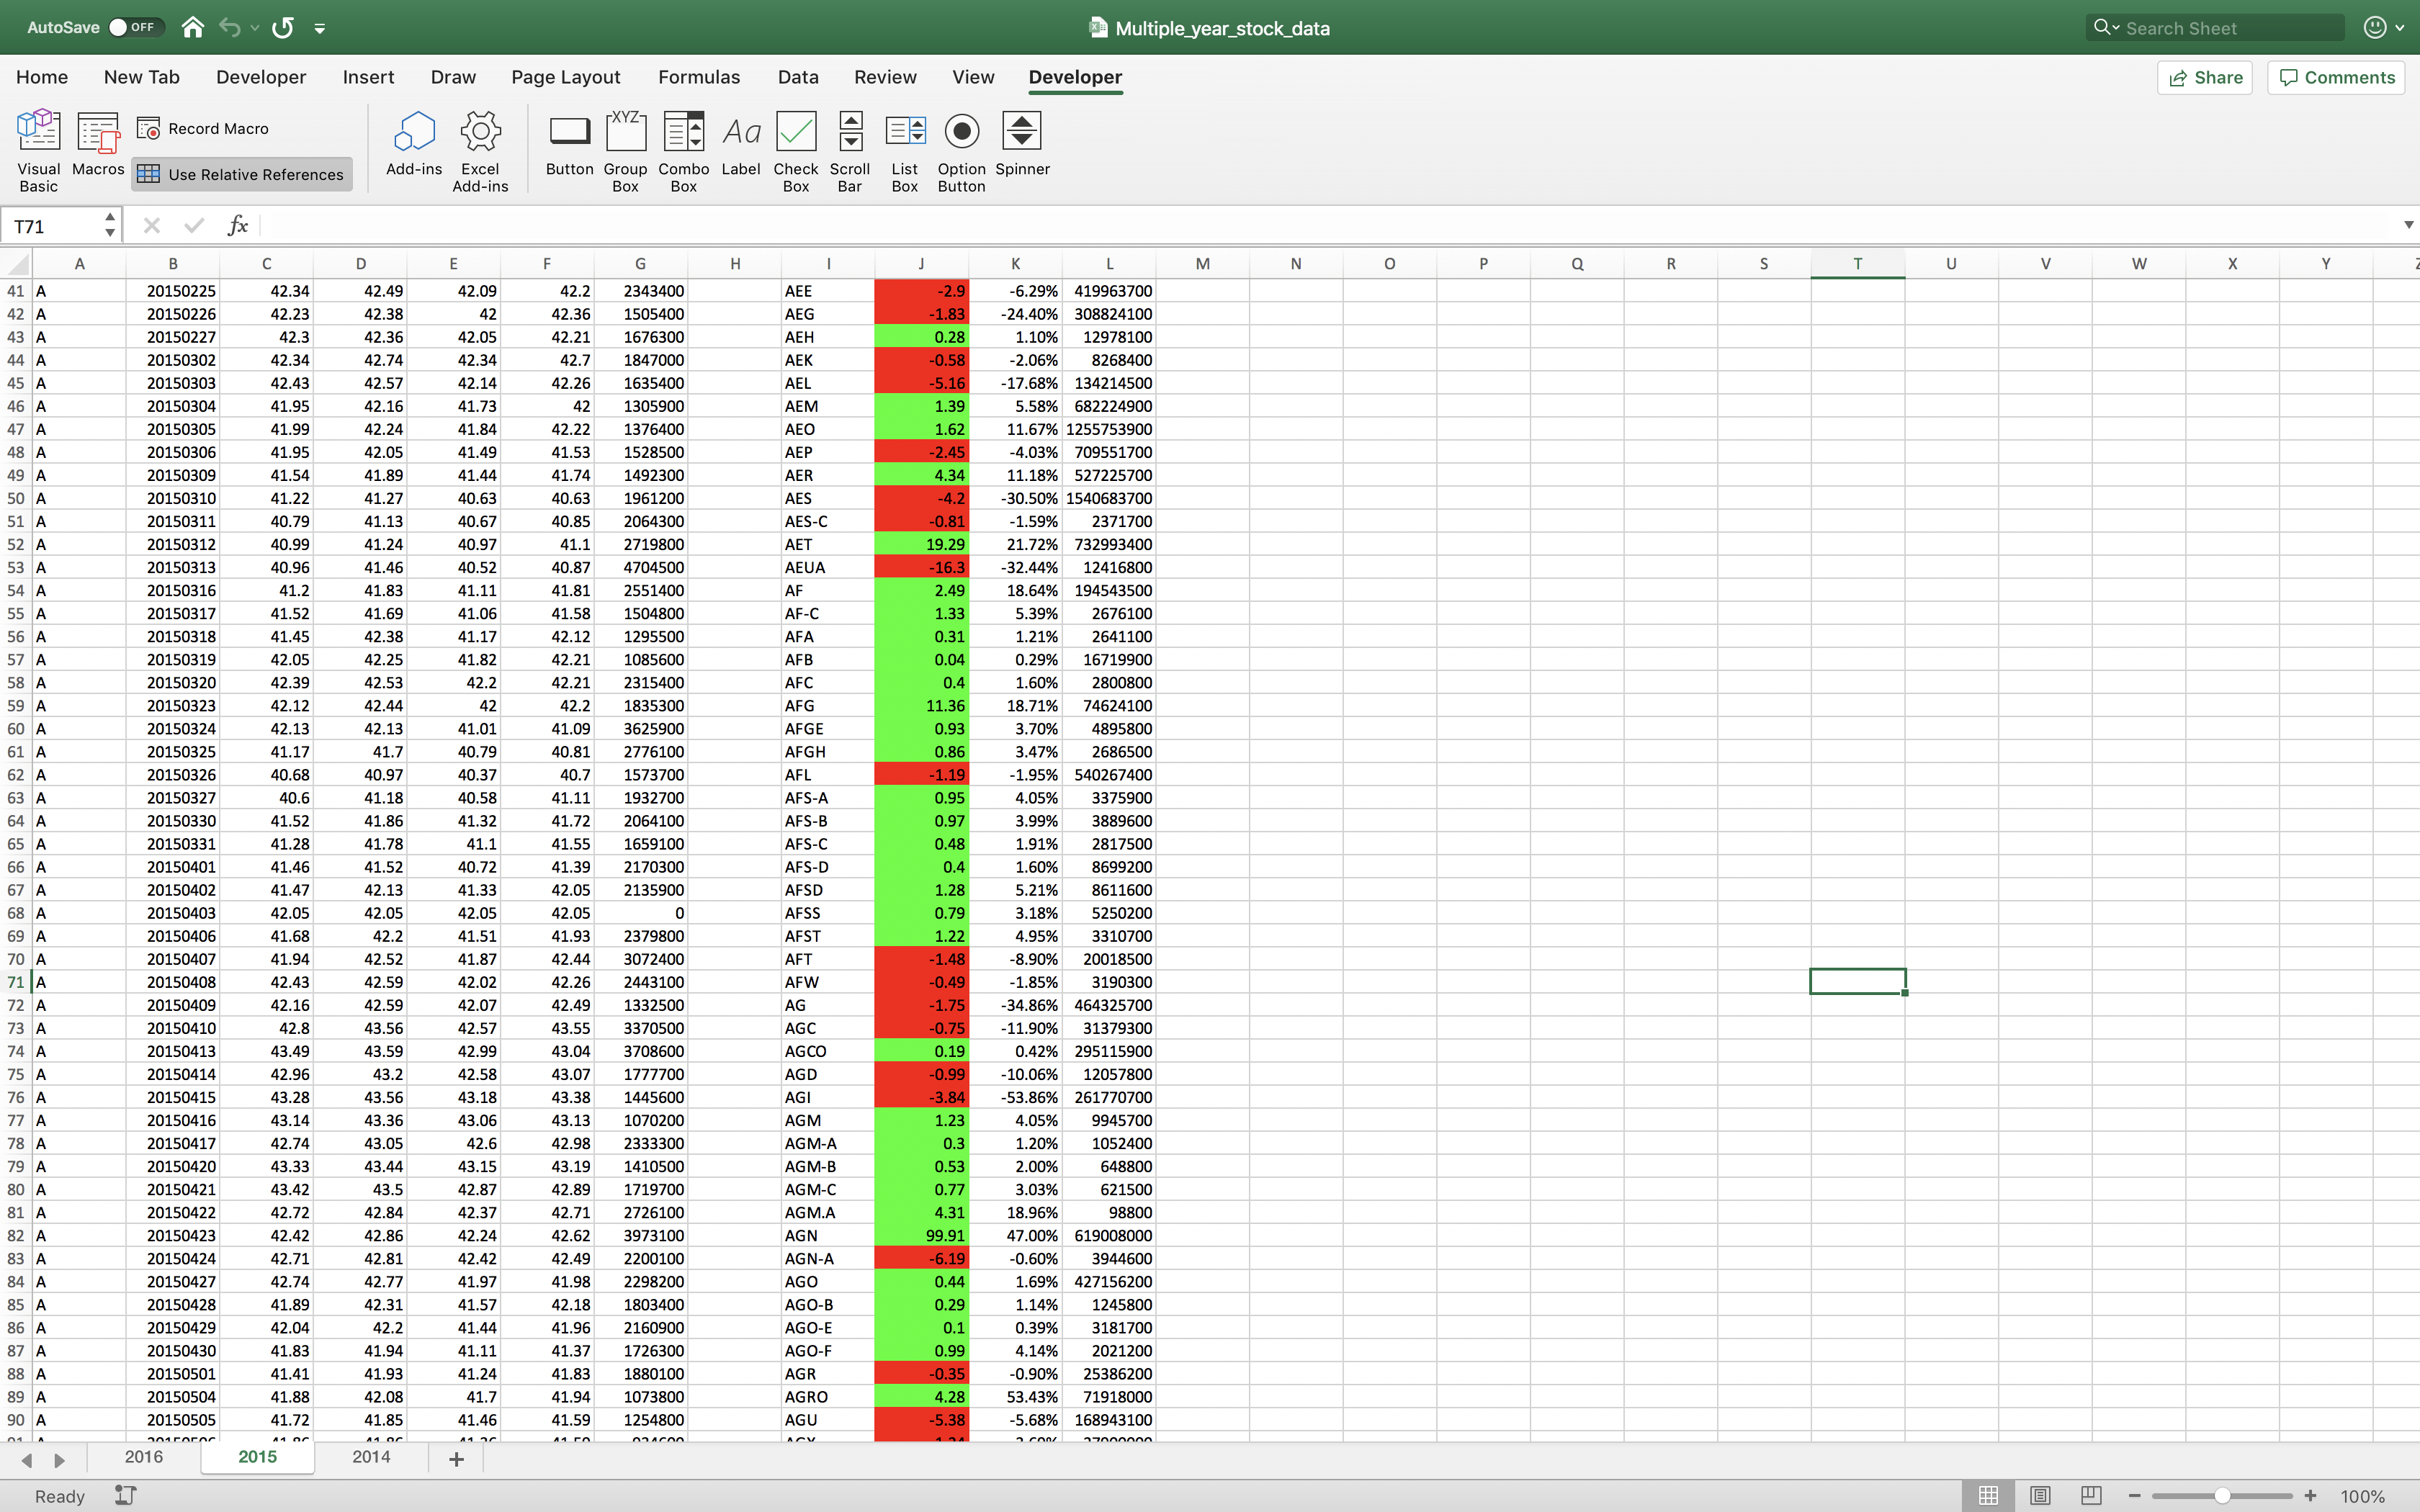 AutoSave OFF Multiple_year_stock_data Search Sheet
Home New Tab Developer Insert Draw Page Layout Formulas Data Review View Developer Share Comments
Visual Basic Macros Record Macro Use Relative References Add-ins Excel Add-ins Button Group Box Combo Box Label Check Box Scroll Bar List Box Option Button Spinner
T71 fx
A B C D E F G H I J K L M N O P Q R S T U V W X Y
41 A 20150225 42.34 42.49 42.09 42.2 2343400 AEE -2.9 -6.29% 419963700
42 A 20150226 42.23 42.38 42 42.36 1505400 AEG -1.83 -24.40% 308824100
43 A 20150227 42.3 42.36 42.05 42.21 1676300 AEH 0.28 1.10% 12978100
44 A 20150302 42.34 42.74 42.34 42.7 1847000 AEK -0.58 -2.06% 8268400
45 A 20150303 42.43 42.57 42.14 42.26 1635400 AEL -5.16 -17.68% 134214500
46 A 20150304 41.95 42.16 41.73 42 1305900 AEM 1.39 5.58% 682224900
47 A 20150305 41.99 42.24 41.84 42.22 1376400 AEO 1.62 11.67% 1255753900
48 A 20150306 41.95 42.05 41.49 41.53 1528500 AEP -2.45 -4.03% 709551700
49 A 20150309 41.54 41.89 41.44 41.74 1492300 AER 4.34 11.18% 527225700
50 A 20150310 41.22 41.27 40.63 40.63 1961200 AES -4.2 -30.50% 1540683700
51 A 20150311 40.79 41.13 40.67 40.85 2064300 AES-C -0.81 -1.59% 2371700
52 A 20150312 40.99 41.24 40.97 41.1 2719800 AET 19.29 21.72% 732993400
53 A 20150313 40.96 41.46 40.52 40.87 4704500 AEUA -16.3 -32.44% 12416800
54 A 20150316 41.2 41.83 41.11 41.81 2551400 AF 2.49 18.64% 194543500
55 A 20150317 41.52 41.69 41.06 41.58 1504800 AF-C 1.33 5.39% 2676100
56 A 20150318 41.45 42.38 41.17 42.12 1295500 AFA 0.31 1.21% 2641100
57 A 20150319 42.05 42.25 41.82 42.21 1085600 AFB 0.04 0.29% 16719900
58 A 20150320 42.39 42.53 42.2 42.21 2315400 AFC 0.4 1.60% 2800800
59 A 20150323 42.12 42.44 42 42.2 1835300 AFG 11.36 18.71% 74624100
60 A 20150324 42.13 42.13 41.01 41.09 3625900 AFGE 0.93 3.70% 4895800
61 A 20150325 41.17 41.7 40.79 40.81 2776100 AFGH 0.86 3.47% 2686500
62 A 20150326 40.68 40.97 40.37 40.7 1573700 AFL -1.19 -1.95% 540267400
63 A 20150327 40.6 41.18 40.58 41.11 1932700 AFS-A 0.95 4.05% 3375900
64 A 20150330 41.52 41.86 41.32 41.72 2064100 AFS-B 0.97 3.99% 3889600
65 A 20150331 41.28 41.78 41.1 41.55 1659100 AFS-C 0.48 1.91% 2817500
66 A 20150401 41.46 41.52 40.72 41.39 2170300 AFS-D 0.4 1.60% 8699200
67 A 20150402 41.47 42.13 41.33 42.05 2135900 AFSD 1.28 5.21% 8611600
68 A 20150403 42.05 42.05 42.05 42.05 0 AFSS 0.79 3.18% 5250200
69 A 20150406 41.68 42.2 41.51 41.93 2379800 AFST 1.22 4.95% 3310700
70 A 20150407 41.94 42.52 41.87 42.44 3072400 AFT -1.48 -8.90% 20018500
71 A 20150408 42.43 42.59 42.02 42.26 2443100 AFW -0.49 -1.85% 3190300
72 A 20150409 42.16 42.59 42.07 42.49 1332500 AG -1.75 -34.86% 464325700
73 A 20150410 42.8 43.56 42.57 43.55 3370500 AGC -0.75 -11.90% 31379300
74 A 20150413 43.49 43.59 42.99 43.04 3708600 AGCO 0.19 0.42% 295115900
75 A 20150414 42.96 43.2 42.58 43.07 1777700 AGD -0.99 -10.06% 12057800
76 A 20150415 43.28 43.56 43.18 43.38 1445600 AGI -3.84 -53.86% 261770700
77 A 20150416 43.14 43.36 43.06 43.13 1070200 AGM 1.23 4.05% 9945700
78 A 20150417 42.74 43.05 42.6 42.98 2333300 AGM-A 0.3 1.20% 1052400
79 A 20150420 43.33 43.44 43.15 43.19 1410500 AGM-B 0.53 2.00% 648800
80 A 20150421 43.42 43.5 42.87 42.89 1719700 AGM-C 0.77 3.03% 621500
81 A 20150422 42.72 42.84 42.37 42.71 2726100 AGM.A 4.31 18.96% 98800
82 A 20150423 42.42 42.86 42.24 42.62 3973100 AGN 99.91 47.00% 619008000
83 A 20150424 42.71 42.81 42.42 42.49 2200100 AGN-A -6.19 -0.60% 3944600
84 A 20150427 42.74 42.77 41.97 41.98 2298200 AGO 0.44 1.69% 427156200
85 A 20150428 41.89 42.31 41.57 42.18 1803400 AGO-B 0.29 1.14% 1245800
86 A 20150429 42.04 42.2 41.44 41.96 2160900 AGO-E 0.1 0.39% 3181700
87 A 20150430 41.83 41.94 41.11 41.37 1726300 AGO-F 0.99 4.14% 2021200
88 A 20150501 41.41 41.93 41.24 41.83 1880100 AGR -0.35 -0.90% 25386200
89 A 20150504 41.88 42.08 41.7 41.94 1073800 AGRO 4.28 53.43% 71918000
90 A 20150505 41.72 41.85 41.46 41.59 1254800 AGU -5.38 -5.68% 168943100
2016 2015 2014 +
Ready 100%